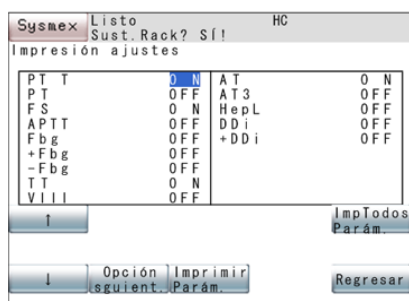 Sysmex Listo HC
Sust.Rack? SÍ!
Impresión ajustes
PT T ON AT ON
PT OFF AT3 OFF
FS ON HepL OFF
APTT OFF DDi OFF
Fbg OFF +DDi OFF
+Fbg OFF
-Fbg OFF
TT ON
VIII OFF
↑ ImpTodos
Parám.
↓ Opción Imprimir Regresar
sguient. Parám.